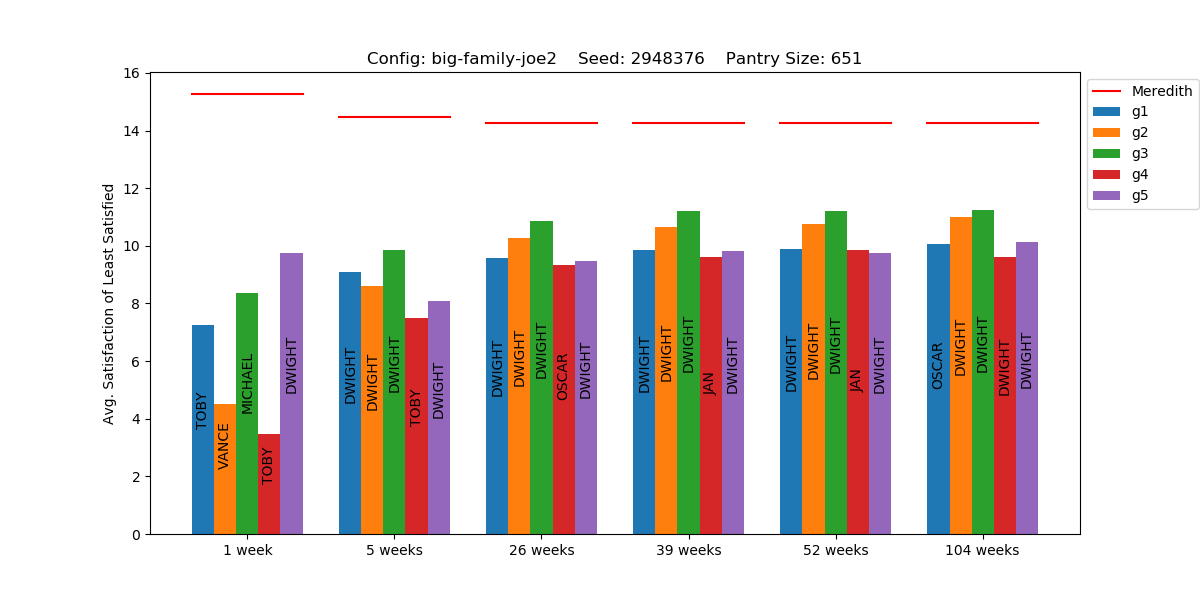 Config: big-family-joe2    Seed: 2948376    Pantry Size: 651
Avg. Satisfaction of Least Satisfied
16
14
12
10
8
6
4
2
0
TOBY
VANCE
MICHAEL
TOBY
DWIGHT
DWIGHT
DWIGHT
DWIGHT
TOBY
DWIGHT
DWIGHT
DWIGHT
DWIGHT
OSCAR
DWIGHT
DWIGHT
DWIGHT
DWIGHT
JAN
DWIGHT
DWIGHT
DWIGHT
DWIGHT
JAN
DWIGHT
OSCAR
DWIGHT
DWIGHT
DWIGHT
DWIGHT
1 week
5 weeks
26 weeks
39 weeks
52 weeks
104 weeks
Meredith
g1
g2
g3
g4
g5